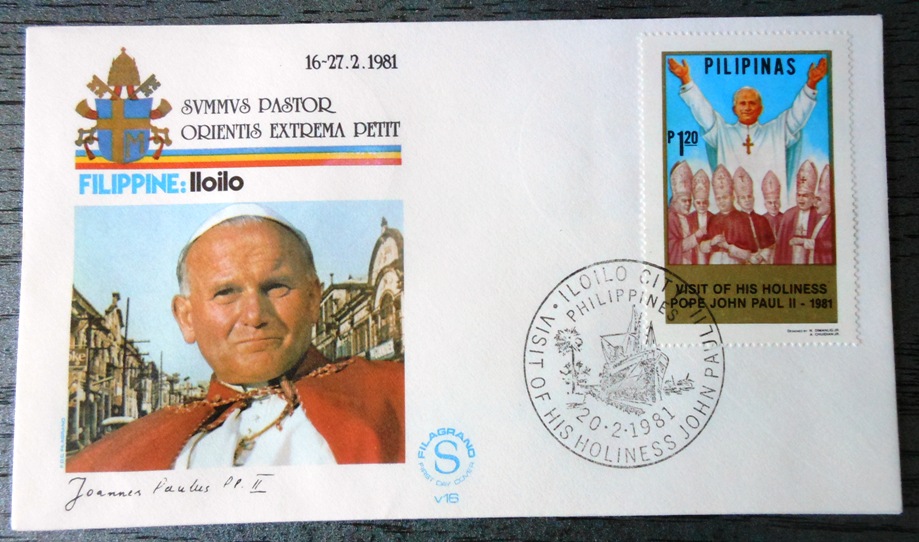 16-27.2.1981
SVMMVS PASTOR
ORIENTIS EXTREMA PETIT
FILIPPINE: Iloilo
Joannes Paulus PP. II
FILAGRANO
S
FIRST DAY COVER
V16
PILIPINAS
P1.20
VISIT OF HIS HOLINESS
POPE JOHN PAUL II - 1981
ILOILO CITY
PHILIPPINES
20·2·1981
VISIT OF HIS HOLINESS JOHN PAUL II